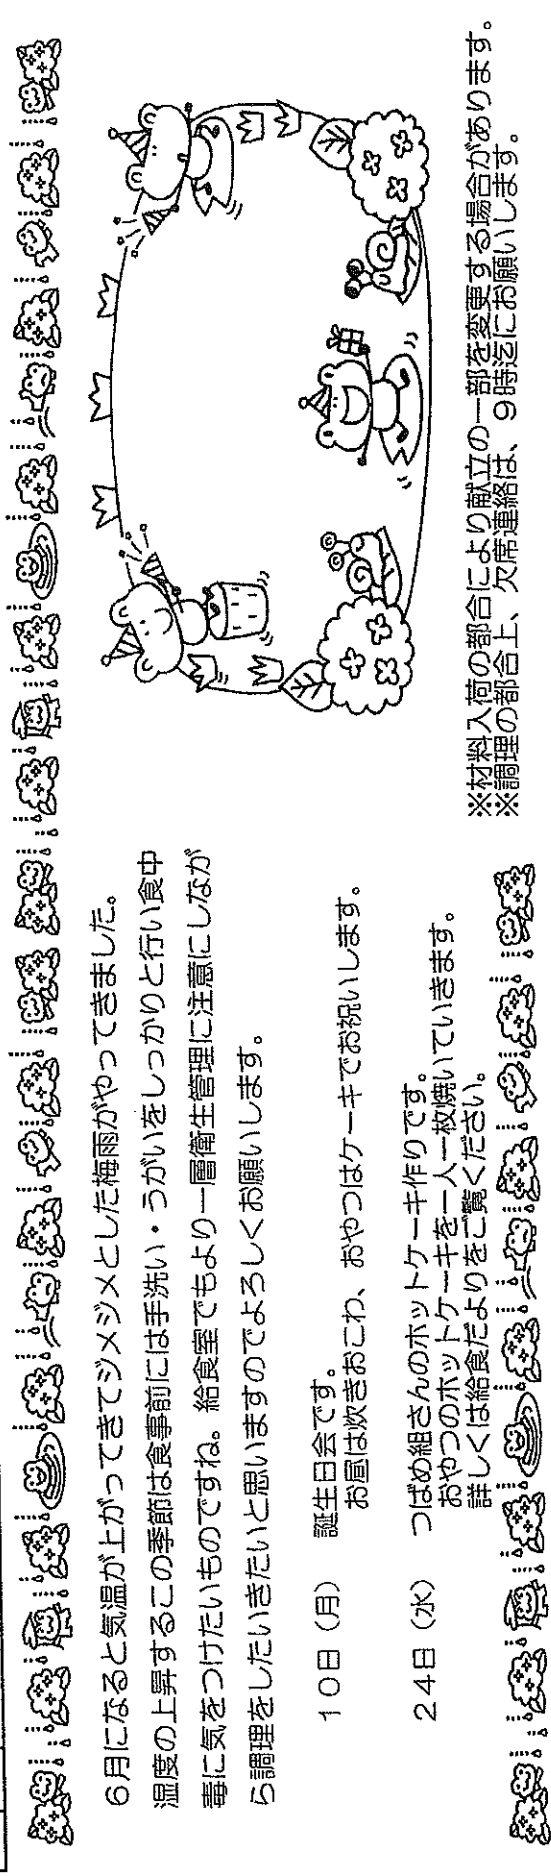 6月になると気温が上がってきてジメジメとした梅雨がやってきました。
湿度の上昇するこの季節は食事前には手洗い・うがいをしっかりと行い食中
毒に気をつけたいものですね。給食室でもより一層衛生管理に注意にしなが
ら調理をしたいきたいと思いますのでよろしくお願いします。
10日（月） 誕生日会です。
お昼は炊きおこわ、おやつはケーキでお祝いします。
24日（水） つばめ組さんのホットケーキ作りです。
おやつのホットケーキを一人一枚焼いていきます。
詳しくは給食だよりをご覧ください。
※材料入荷の都合により献立の一部を変更する場合があります。
※調理の都合上、欠席連絡は、9時迄にお願いします。